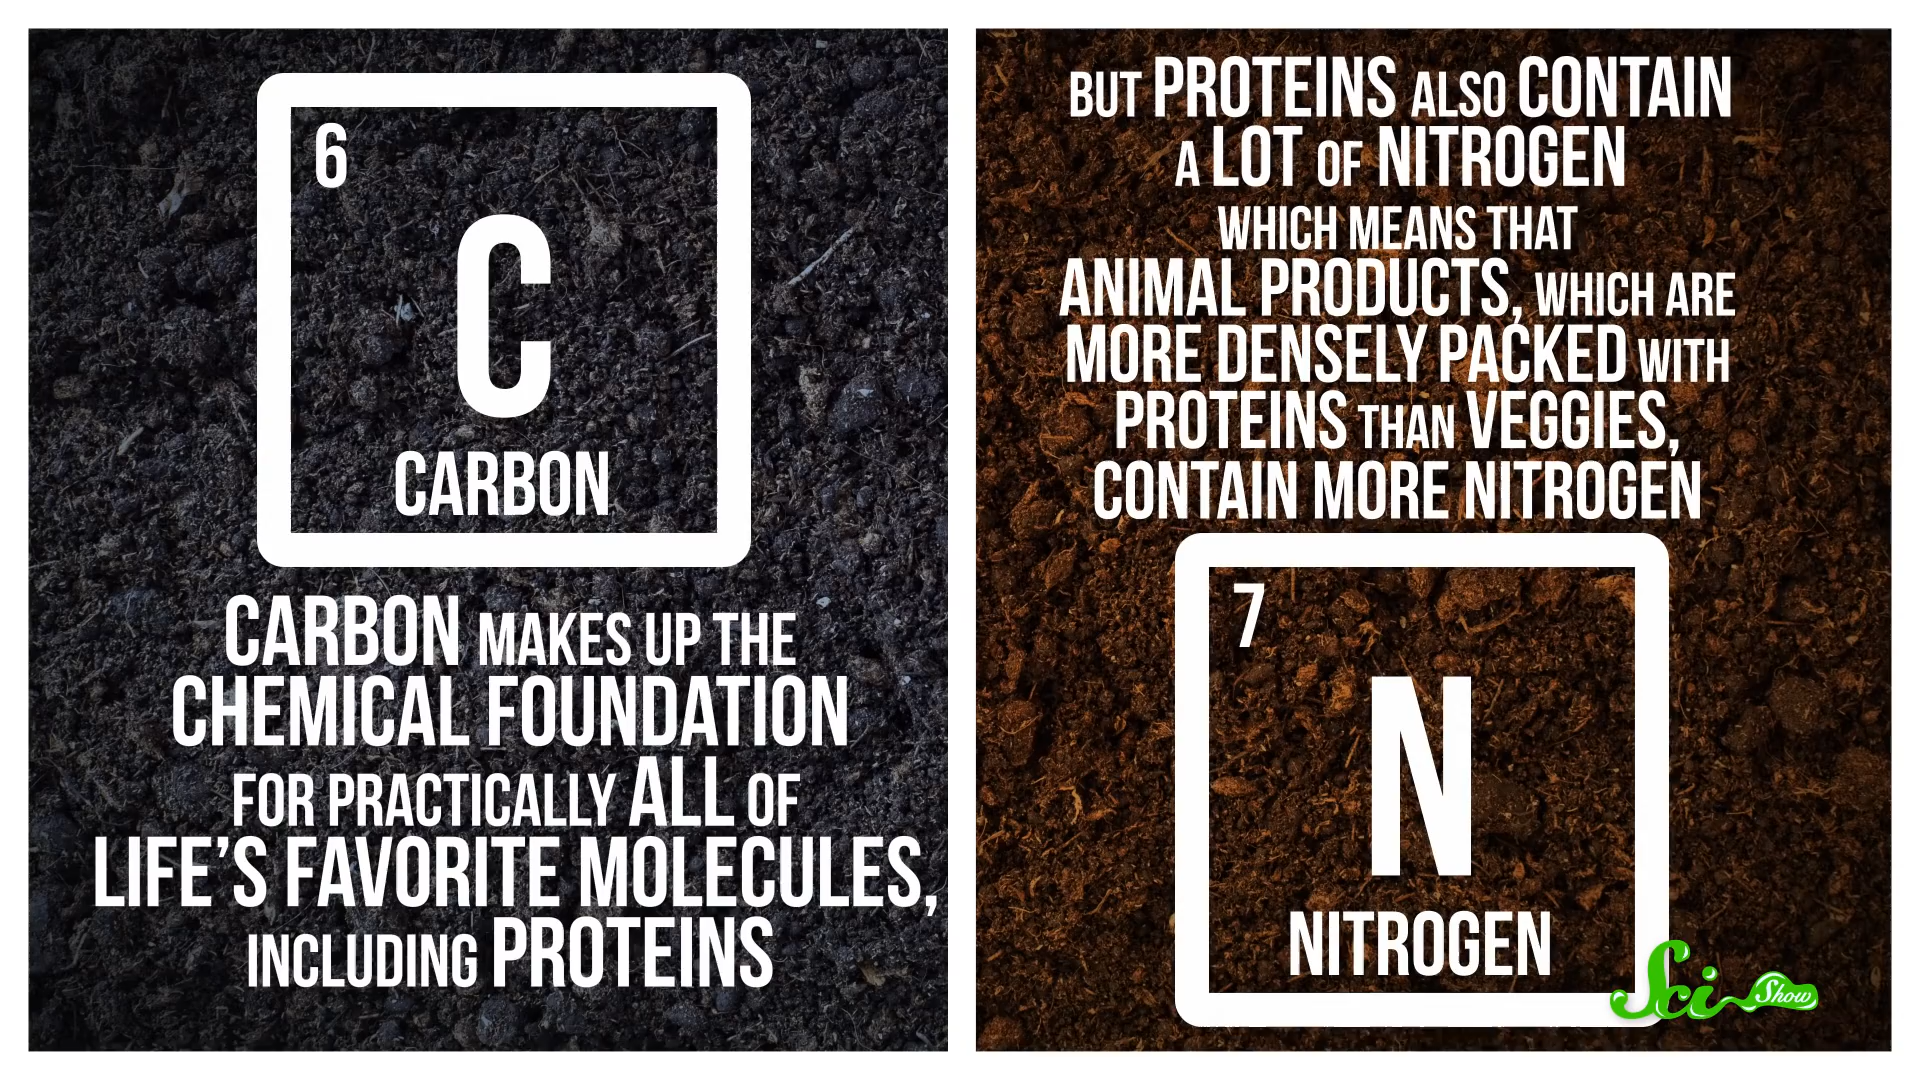 6
C
CARBON
CARBON MAKES UP THE
CHEMICAL FOUNDATION
FOR PRACTICALLY ALL OF
LIFE'S FAVORITE MOLECULES,
INCLUDING PROTEINS
BUT PROTEINS ALSO CONTAIN
A LOT OF NITROGEN
WHICH MEANS THAT
ANIMAL PRODUCTS, WHICH ARE
MORE DENSELY PACKED WITH
PROTEINS THAN VEGGIES,
CONTAIN MORE NITROGEN
7
N
NITROGEN
Sci Show